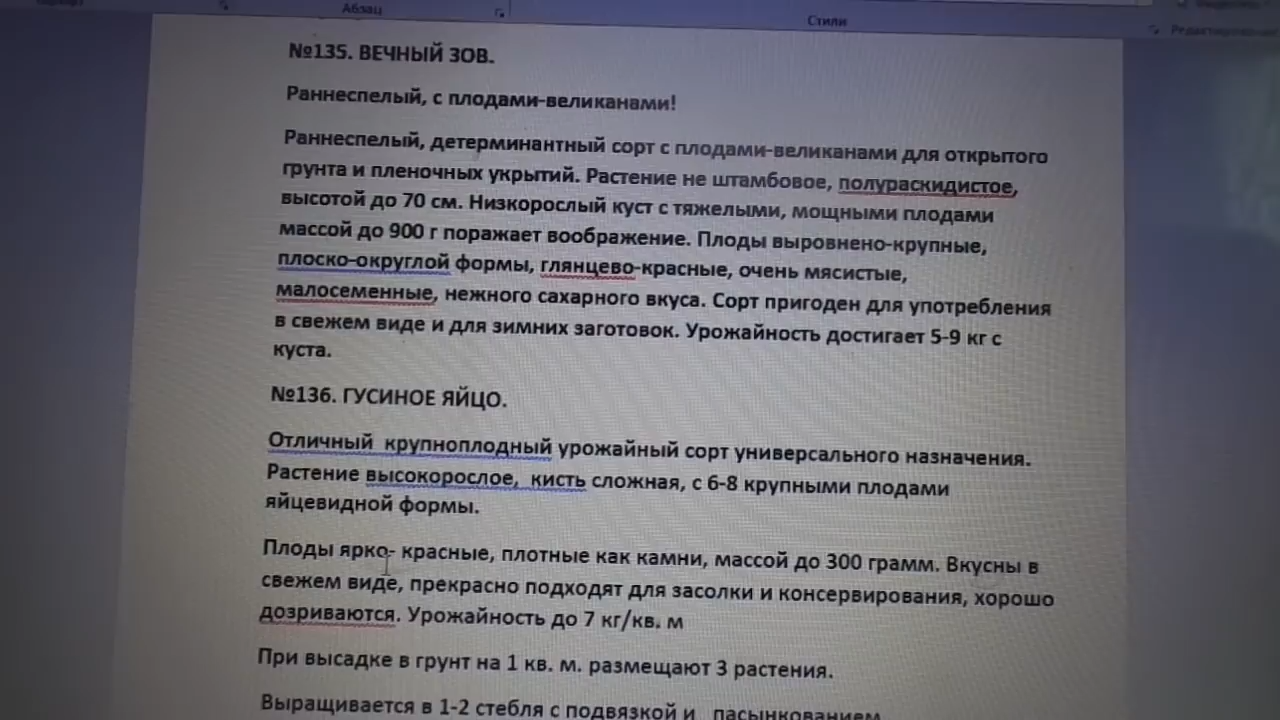 Абзац
Стили
Редактирование
№135. ВЕЧНЫЙ ЗОВ.
Раннеспелый, с плодами-великанами!
Раннеспелый, детерминантный сорт с плодами-великанами для открытого
грунта и пленочных укрытий. Растение не штамбовое, полураскидистое,
высотой до 70 см. Низкорослый куст с тяжелыми, мощными плодами
массой до 900 г поражает воображение. Плоды выровнено-крупные,
плоско-округлой формы, глянцево-красные, очень мясистые,
малосеменные, нежного сахарного вкуса. Сорт пригоден для употребления
в свежем виде и для зимних заготовок. Урожайность достигает 5-9 кг с
куста.
№136. ГУСИНОЕ ЯЙЦО.
Отличный  крупноплодный урожайный сорт универсального назначения.
Растение высокорослое,  кисть сложная, с 6-8 крупными плодами
яйцевидной формы.
Плоды ярко- красные, плотные как камни, массой до 300 грамм. Вкусны в
свежем виде, прекрасно подходят для засолки и консервирования, хорошо
дозриваются. Урожайность до 7 кг/кв. м
При высадке в грунт на 1 кв. м. размещают 3 растения.
Выращивается в 1-2 стебля с подвязкой и   пасынкованием